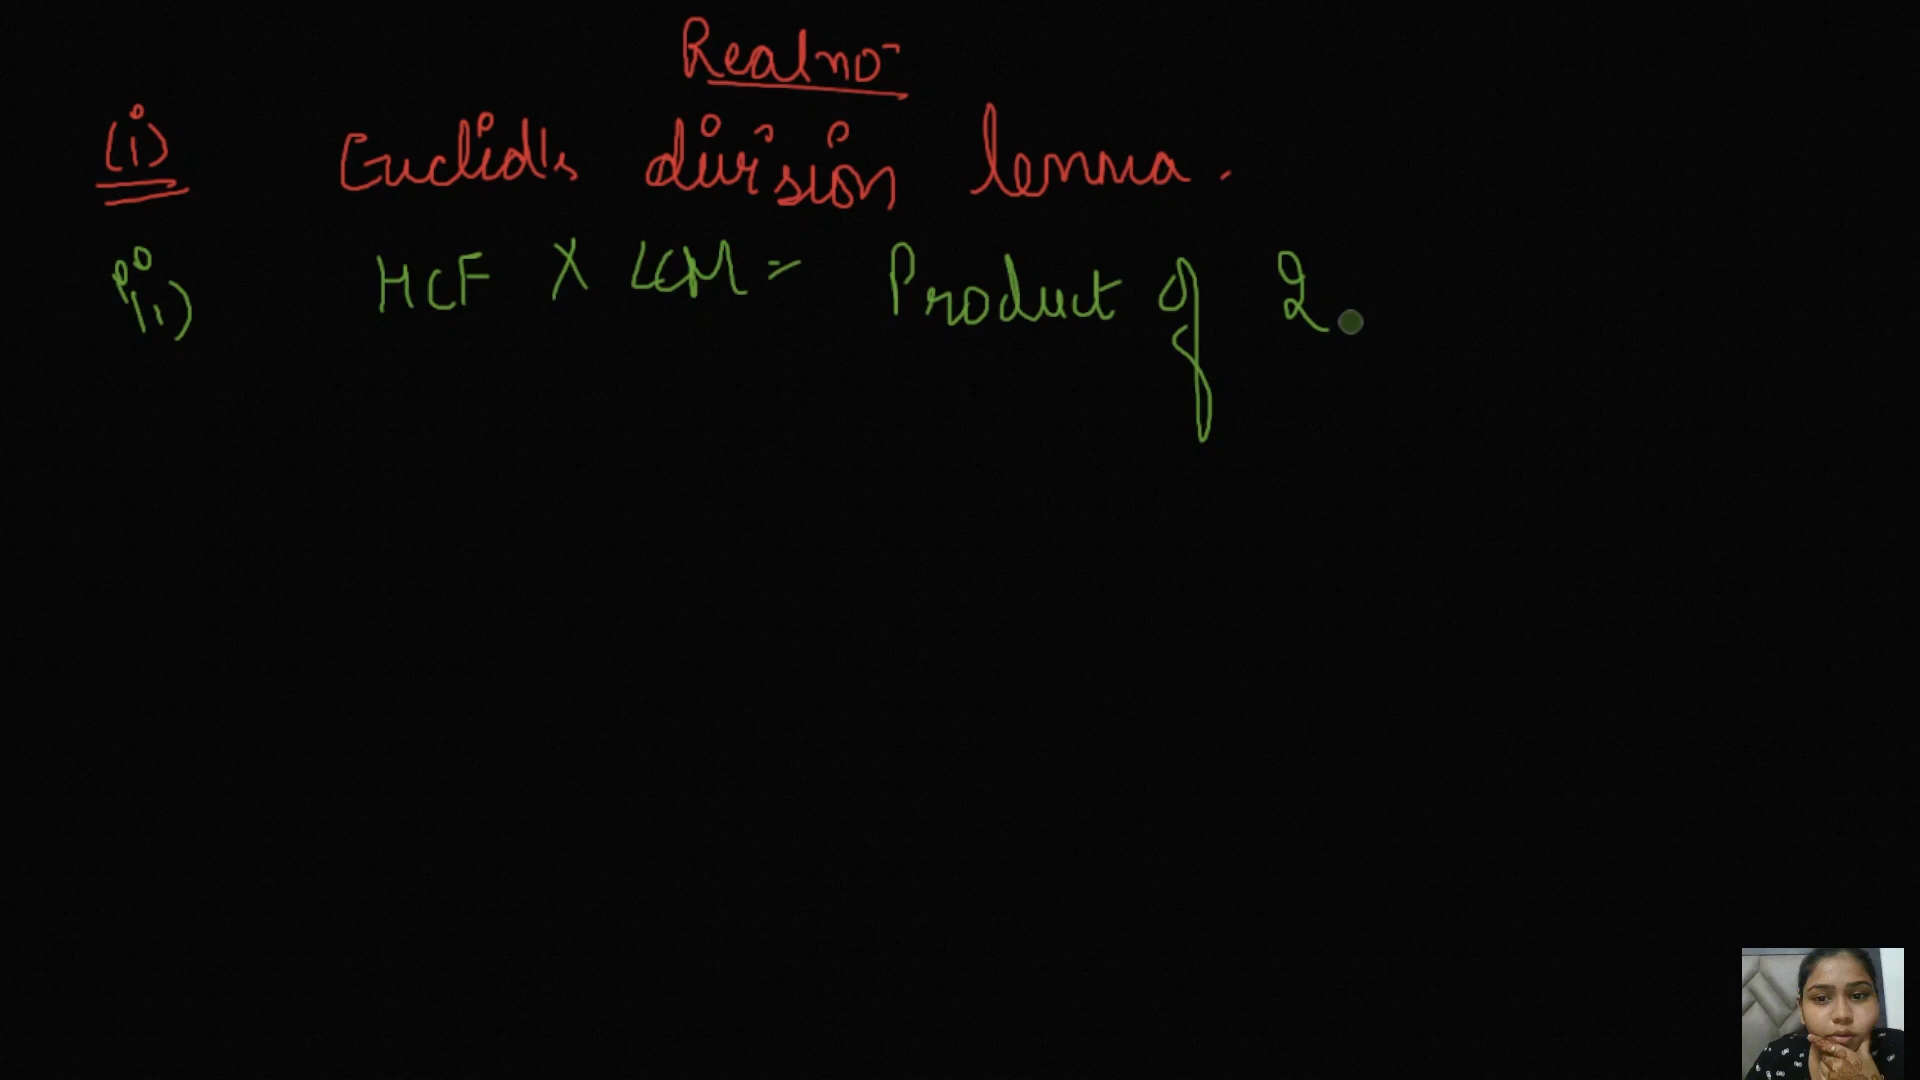 Real no
(i) Euclid's division lemma.
ii) HCF X LCM = Product of 2